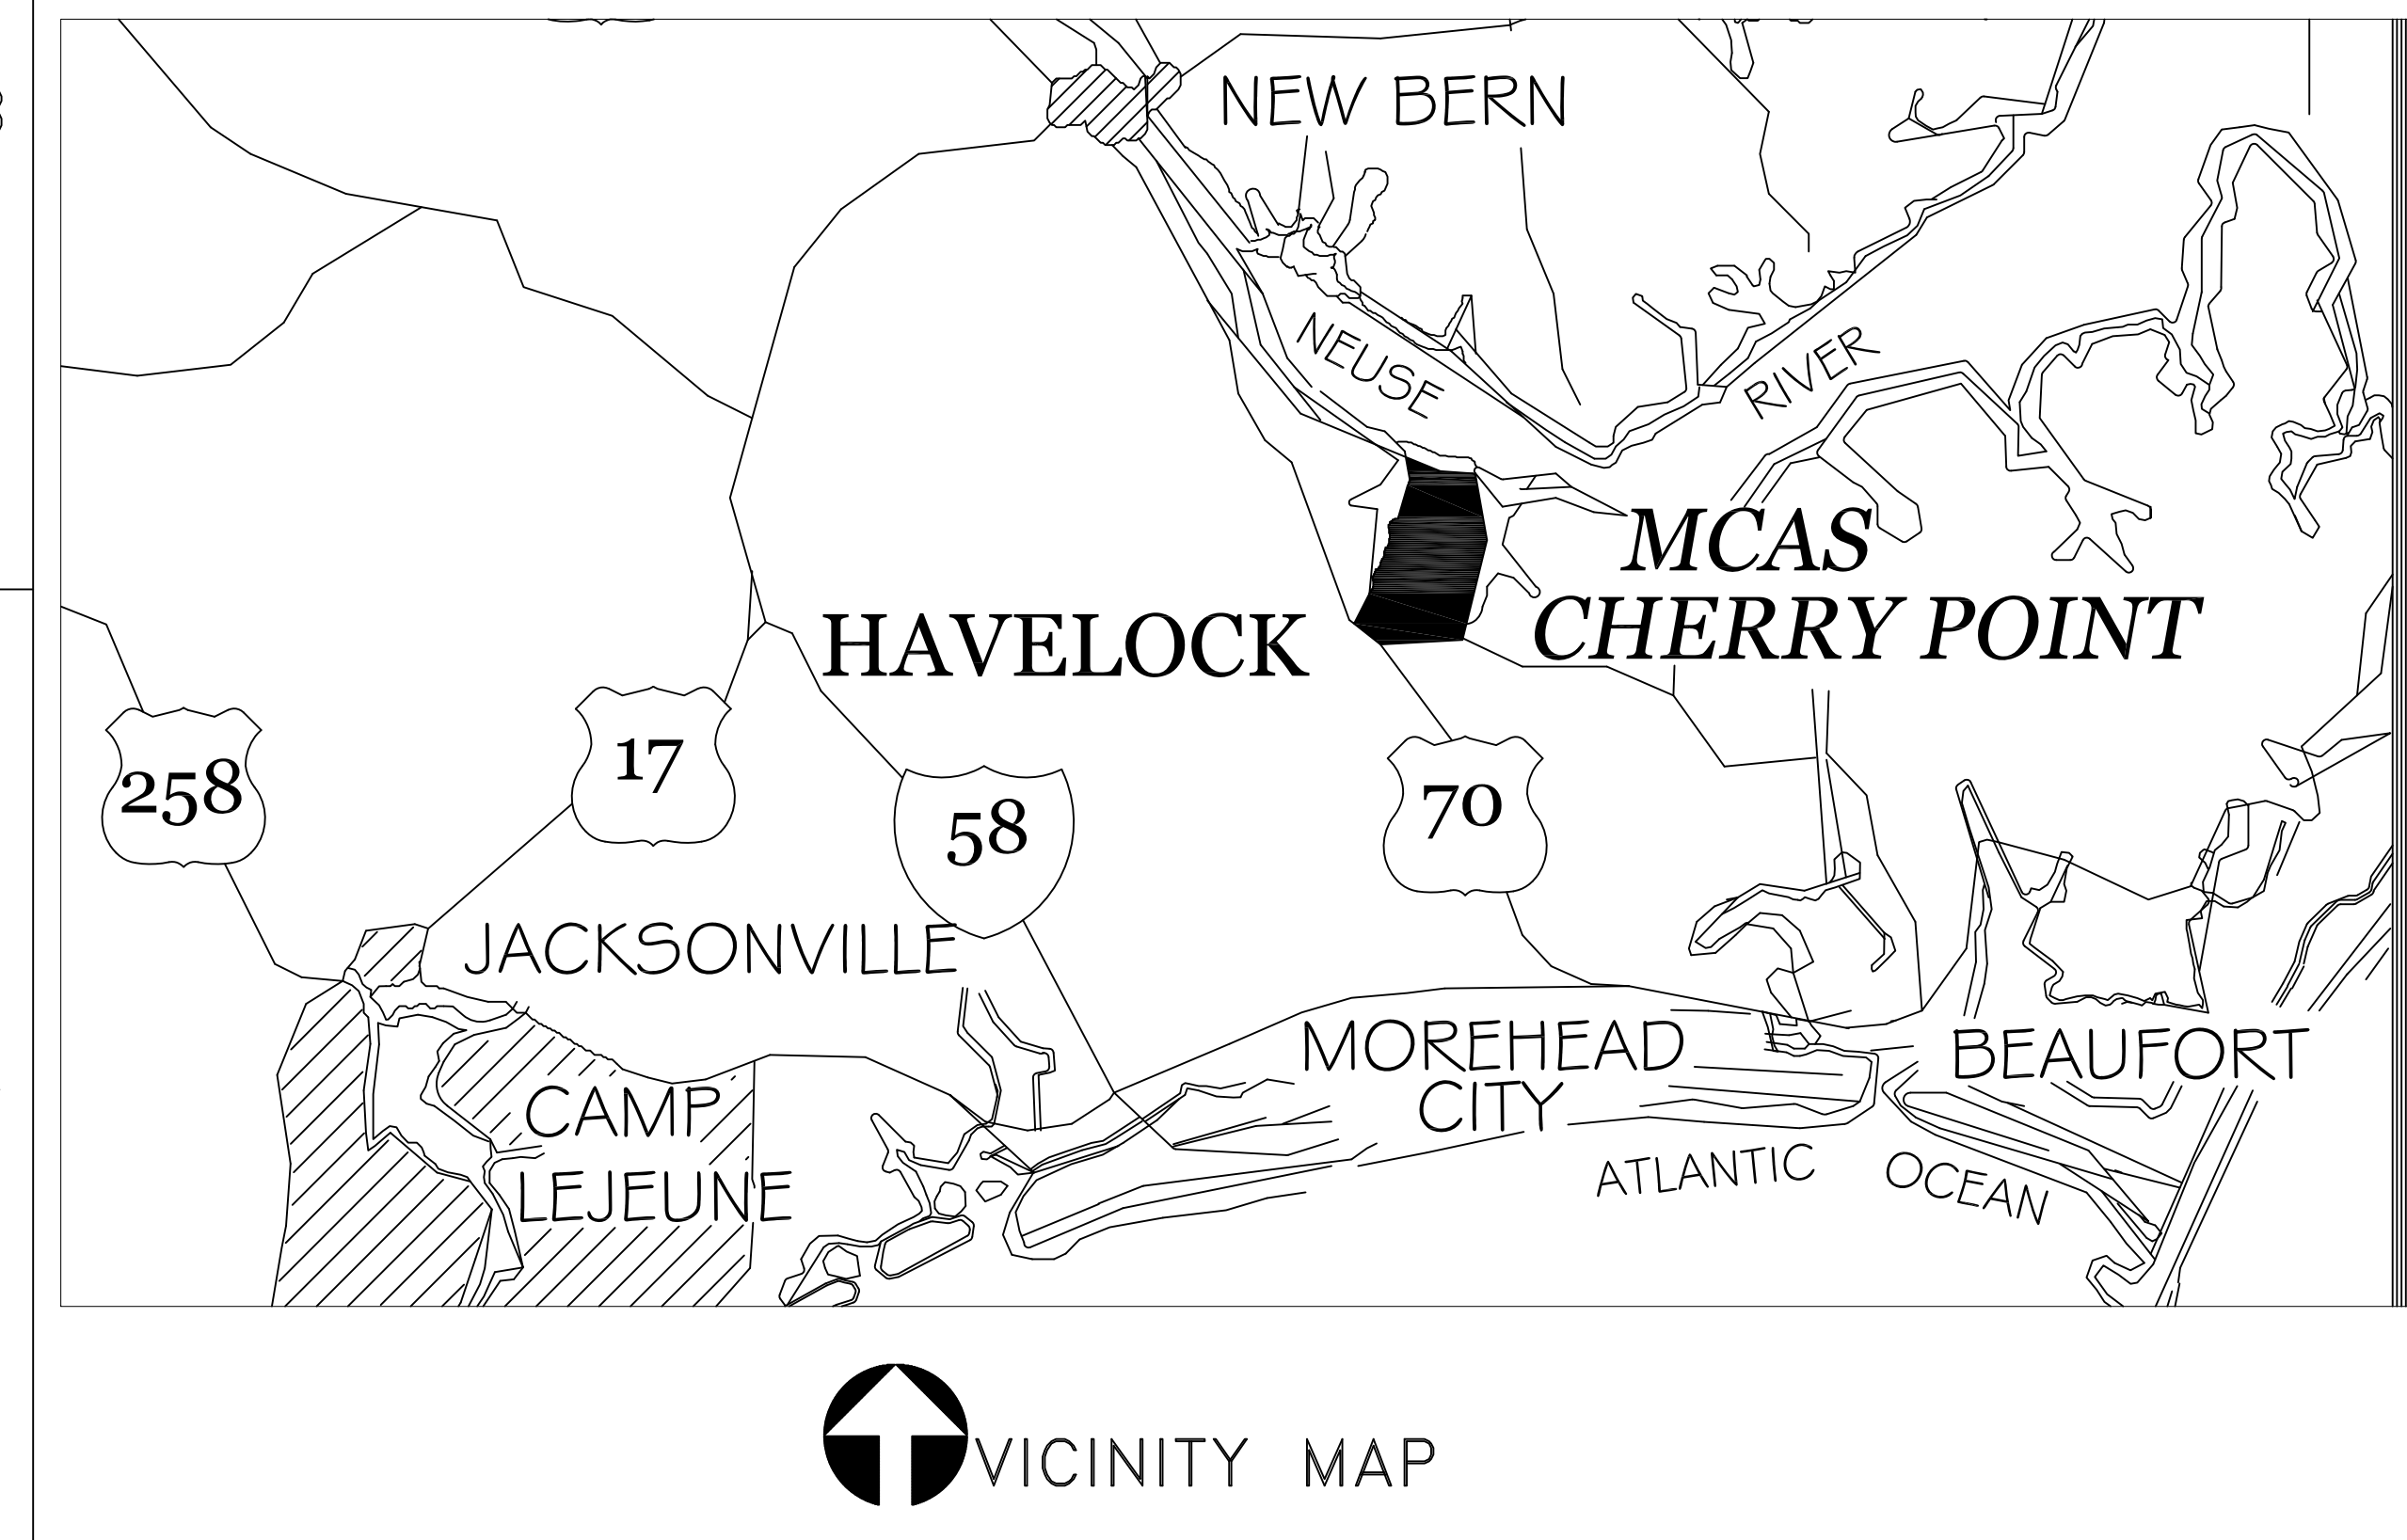 NEW BERN
NEUSE
RIVER
MCAS
CHERRY POINT
HAVELOCK
258
17
58
70
JACKSONVILLE
MOREHEAD
CITY
BEAUFORT
CAMP
LEJEUNE
ATLANTIC
OCEAN
VICINITY MAP